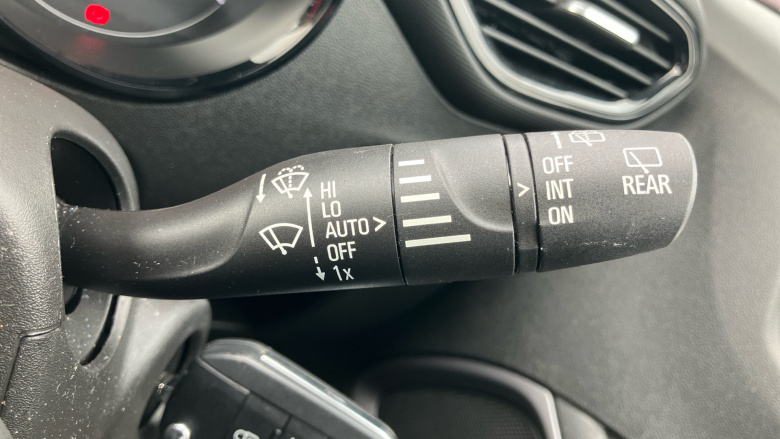 HI
LO
AUTO >
OFF
1x
>
OFF
INT
ON
REAR